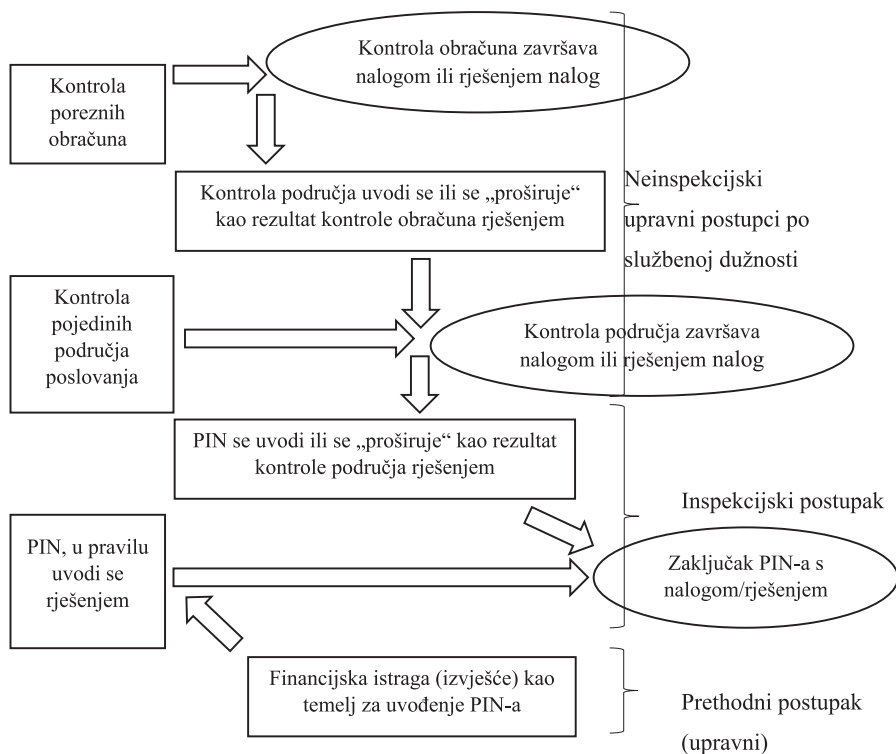 Kontrola obračuna završava
nalogom ili rješenjem nalog
Kontrola
poreznih
obračuna
Kontrola područja uvodi se ili se „proširuje“
kao rezultat kontrole obračuna rješenjem
Neinspekcijski
upravni postupci po
službenoj dužnosti
Kontrola
pojedinih
područja
poslovanja
Kontrola područja završava
nalogom ili rješenjem nalog
PIN se uvodi ili se „proširuje“ kao rezultat
kontrole područja rješenjem
Inspekcijski postupak
PIN, u pravilu
uvodi se
rješenjem
Zaključak PIN-a s
nalogom/rješenjem
Financijska istraga (izvješće) kao
temelj za uvođenje PIN-a
Prethodni postupak
(upravni)